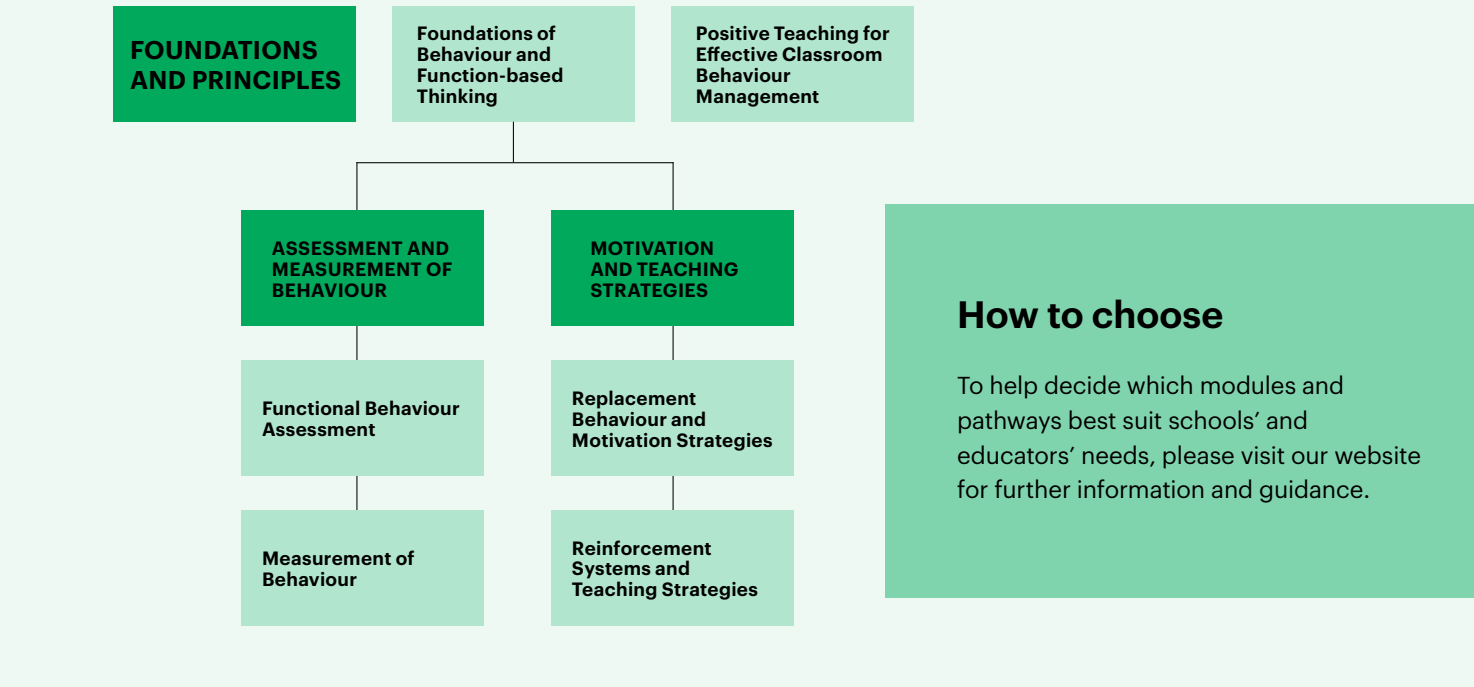 FOUNDATIONS
AND PRINCIPLES
Foundations of
Behaviour and
Function-based
Thinking
Positive Teaching for
Effective Classroom
Behaviour
Management
ASSESSMENT AND
MEASUREMENT OF
BEHAVIOUR
MOTIVATION
AND TEACHING
STRATEGIES
Functional Behaviour
Assessment
Replacement
Behaviour and
Motivation Strategies
Measurement of
Behaviour
Reinforcement
Systems and
Teaching Strategies
How to choose
To help decide which modules and
pathways best suit schools’ and
educators’ needs, please visit our website
for further information and guidance.